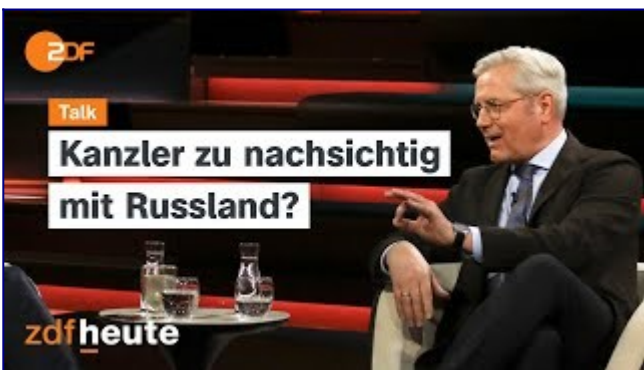 ZDF
Talk
Kanzler zu nachsichtig
mit Russland?
zdfheute